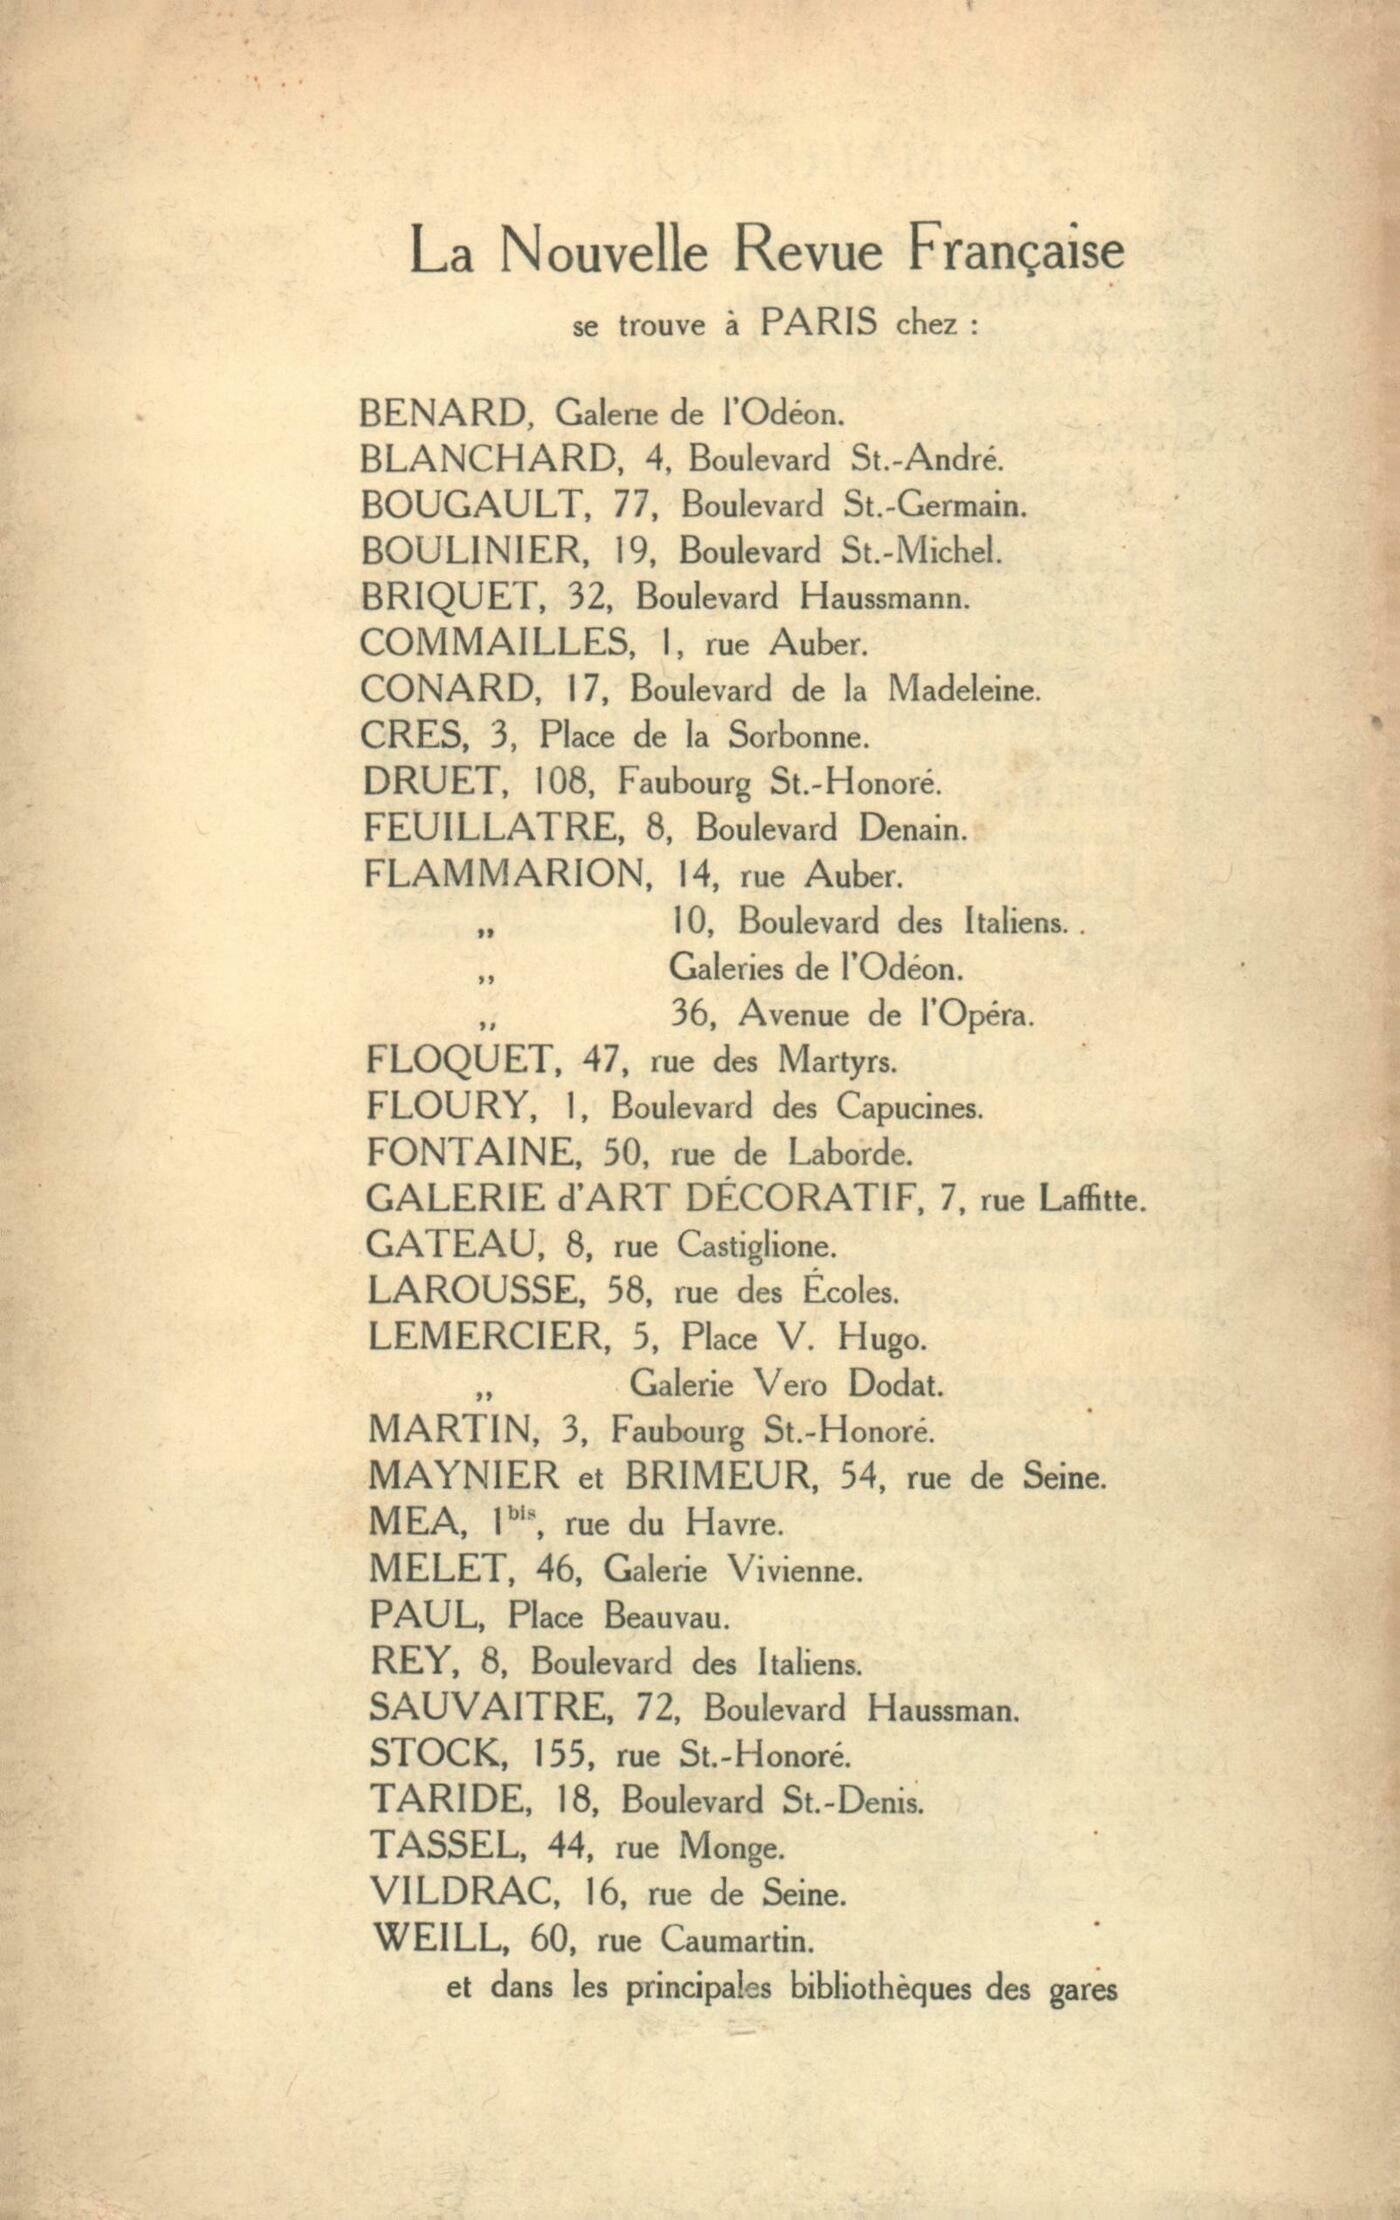 La Nouvelle Revue Française
se trouve à PARIS chez :
BENARD, Galerie de l'Odéon.
BLANCHARD, 4, Boulevard St.-André.
BOUGAULT, 77, Boulevard St.-Germain.
BOULINIER, 19, Boulevard St.-Michel.
BRIQUET, 32, Boulevard Haussmann.
COMMAILLES, 1, rue Auber.
CONARD, 17, Boulevard de la Madeleine.
CRES, 3, Place de la Sorbonne.
DRUET, 108, Faubourg St.-Honoré.
FEUILLATRE, 8, Boulevard Denain.
FLAMMARION, 14, rue Auber.
„ 10, Boulevard des Italiens. .
„ Galeries de l'Odéon.
„ 36, Avenue de l'Opéra.
FLOQUET, 47, rue des Martyrs.
FLOURY, 1, Boulevard des Capucines.
FONTAINE, 50, rue de Laborde.
GALERIE d'ART DÉCORATIF, 7, rue Laffitte.
GATEAU, 8, rue Castiglione.
LAROUSSE, 58, rue des Écoles.
LEMERCIER, 5, Place V. Hugo.
„ Galerie Vero Dodat.
MARTIN, 3, Faubourg St.-Honoré.
MAYNIER et BRIMEUR, 54, rue de Seine.
MEA, 1bis, rue du Havre.
MELET, 46, Galerie Vivienne.
PAUL, Place Beauvau.
REY, 8, Boulevard des Italiens.
SAUVAITRE, 72, Boulevard Haussman.
STOCK, 155, rue St.-Honoré.
TARIDE, 18, Boulevard St.-Denis.
TASSEL, 44, rue Monge.
VILDRAC, 16, rue de Seine.
WEILL, 60, rue Caumartin.
et dans les principales bibliothèques des gares